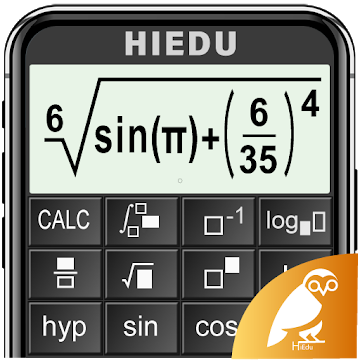 HIEDU
6√sin(π)+(6/35)^4
CALC ∫□ □⁻¹ log□□
□/□ √□ □^□
hyp sin cos
HiEdu